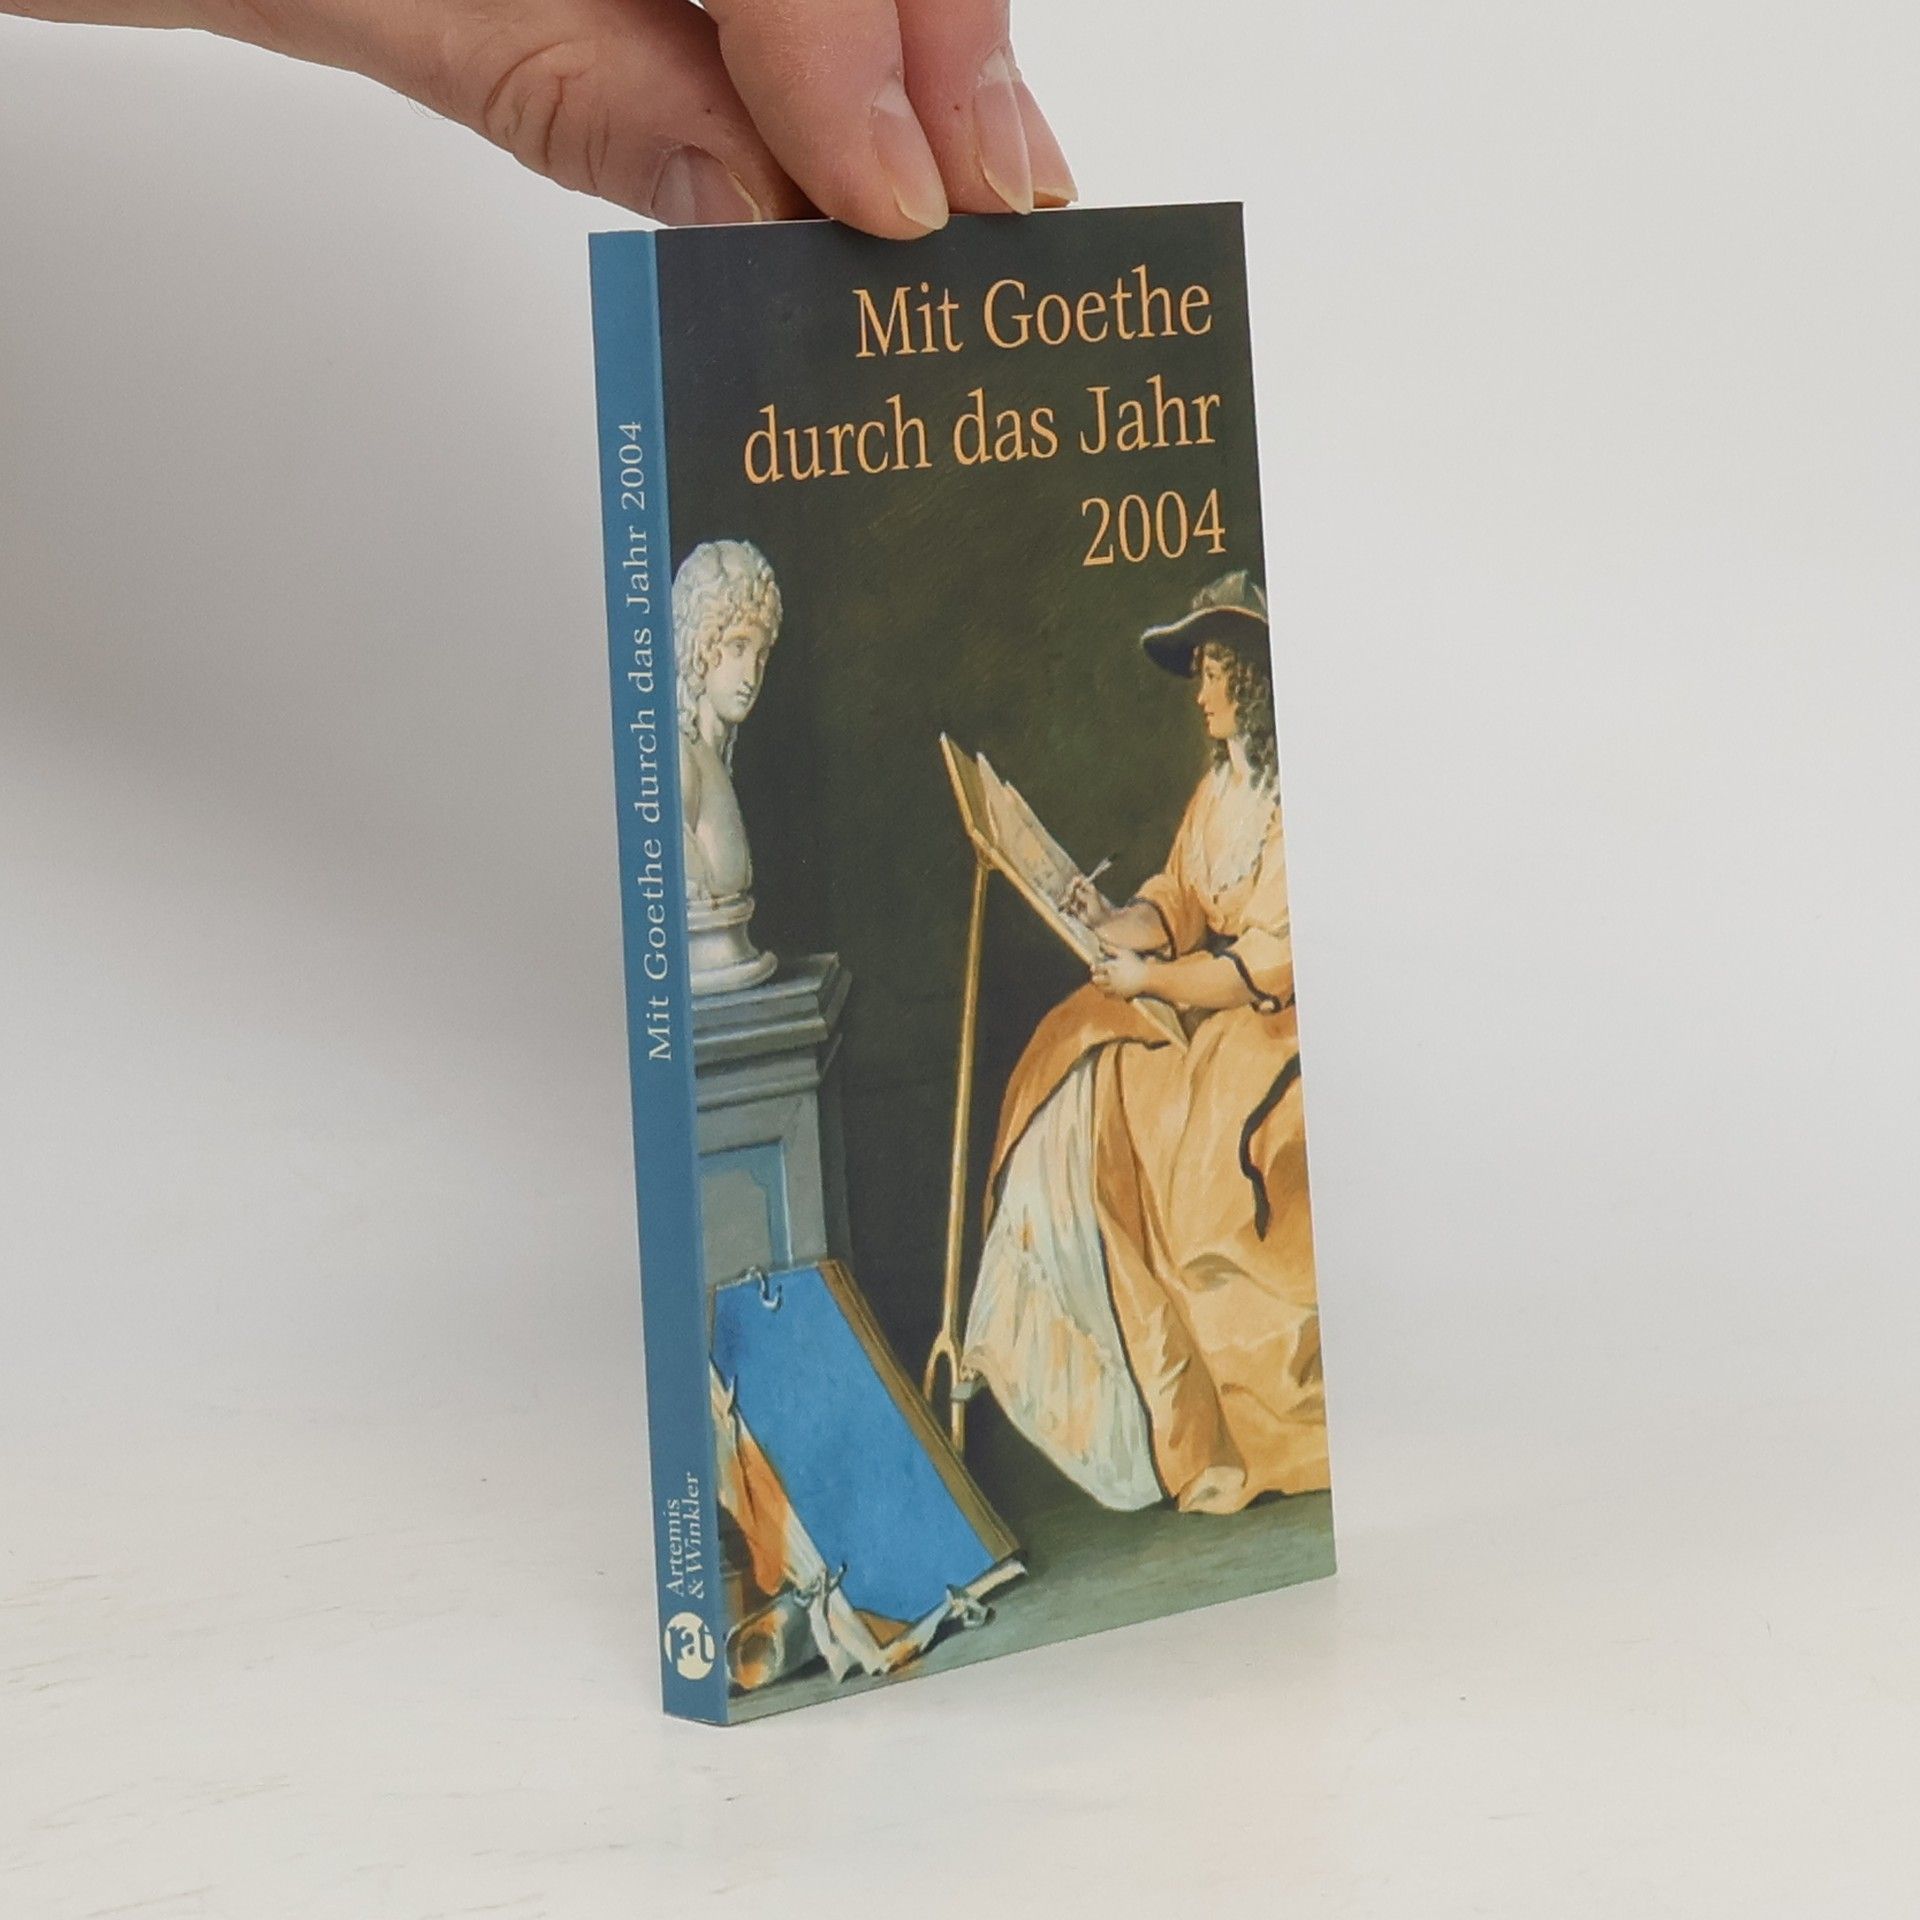 Mit Goethe
durch das Jahr
2004
Mit Goethe durch das Jahr 2004
Artemis
& Winkler